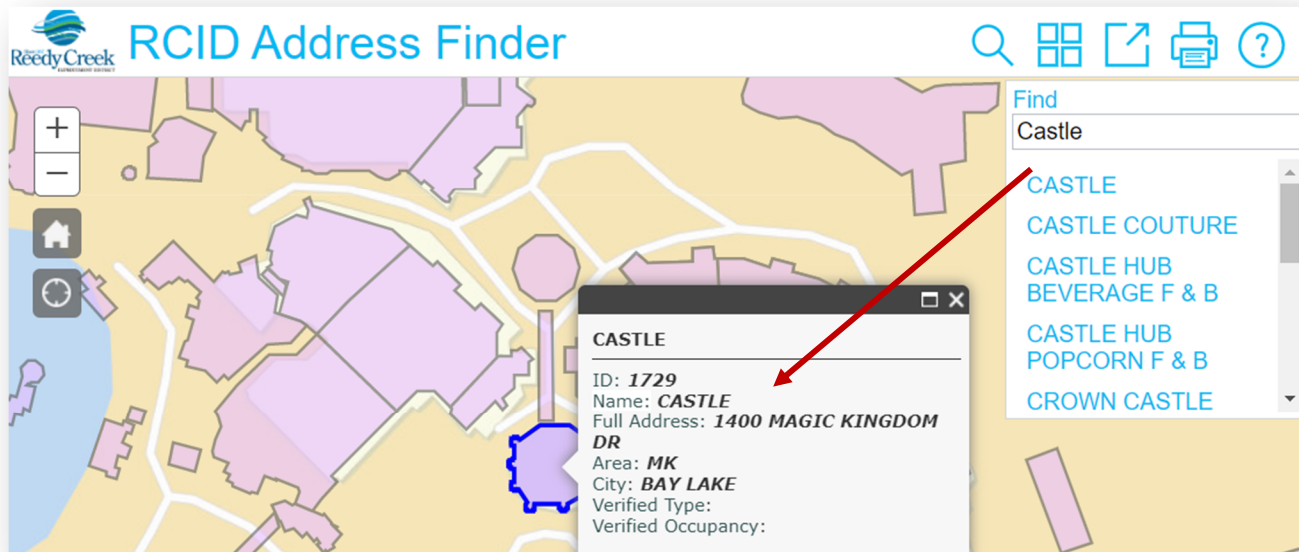 Reedy Creek
IMPROVEMENT DISTRICT
RCID Address Finder
?
+
−
Find
Castle
CASTLE
CASTLE COUTURE
CASTLE HUB
BEVERAGE F & B
CASTLE HUB
POPCORN F & B
CROWN CASTLE
CASTLE
ID: 1729
Name: CASTLE
Full Address: 1400 MAGIC KINGDOM
DR
Area: MK
City: BAY LAKE
Verified Type:
Verified Occupancy: